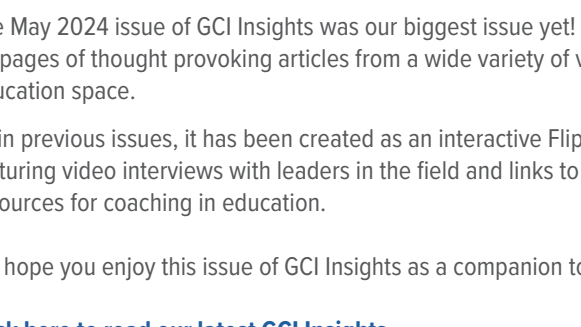 May 2024 issue of GCI Insights was our biggest issue yet!
pages of thought provoking articles from a wide variety of
ucation space.
in previous issues, it has been created as an interactive Flip
turing video interviews with leaders in the field and links to
ources for coaching in education.
hope you enjoy this issue of GCI Insights as a companion to
here to read our latest GCI Insights